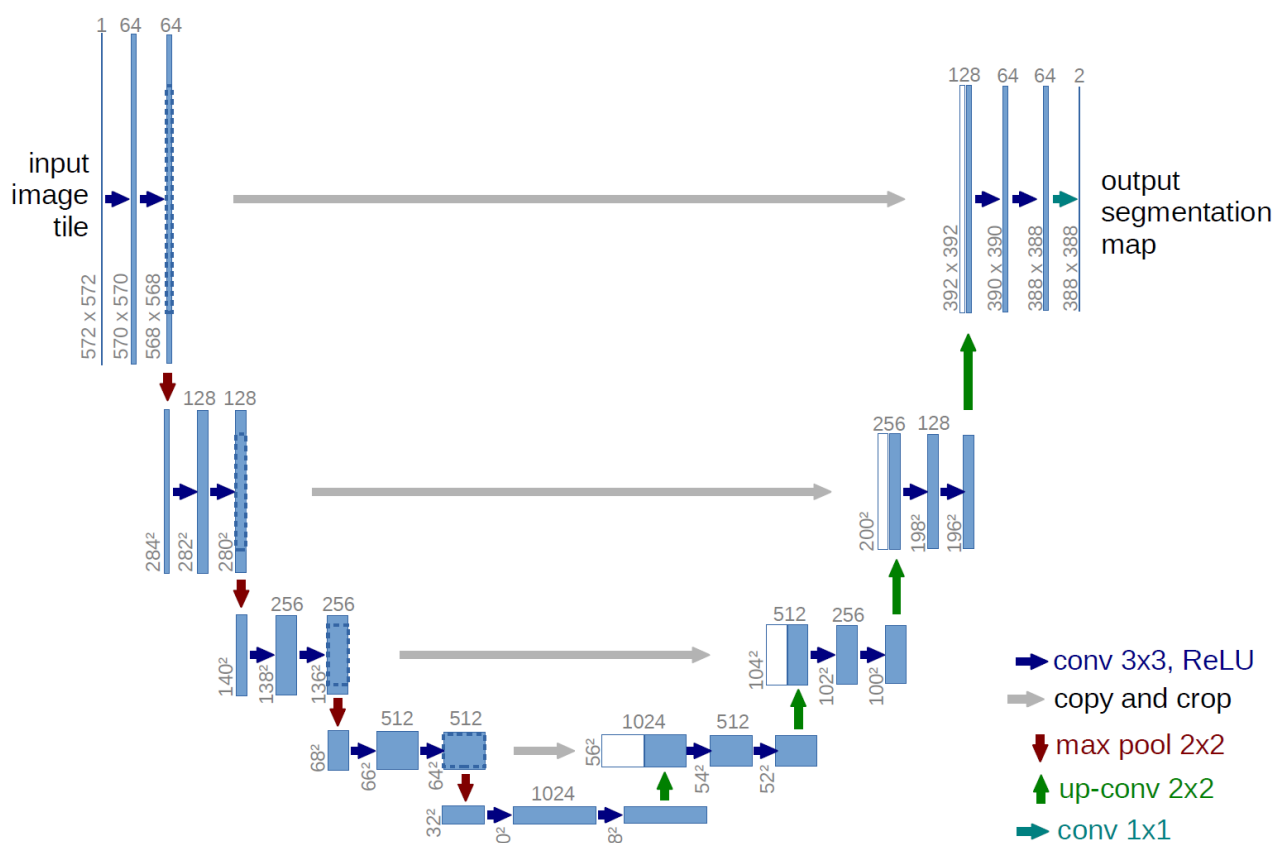 1 64 64
128 64 64 2
input
image
tile
output
segmentation
map
572 x 572
570 x 570
568 x 568
392 x 392
390 x 390
388 x 388
388 x 388
128 128
256 128
284²
282²
280²
200²
198²
196²
256 256
512 256
140²
138²
136²
104²
102²
100²
512 512
1024 512
68²
66²
64²
56²
54²
52²
1024
32²
0²
8²
conv 3x3, ReLU
copy and crop
max pool 2x2
up-conv 2x2
conv 1x1